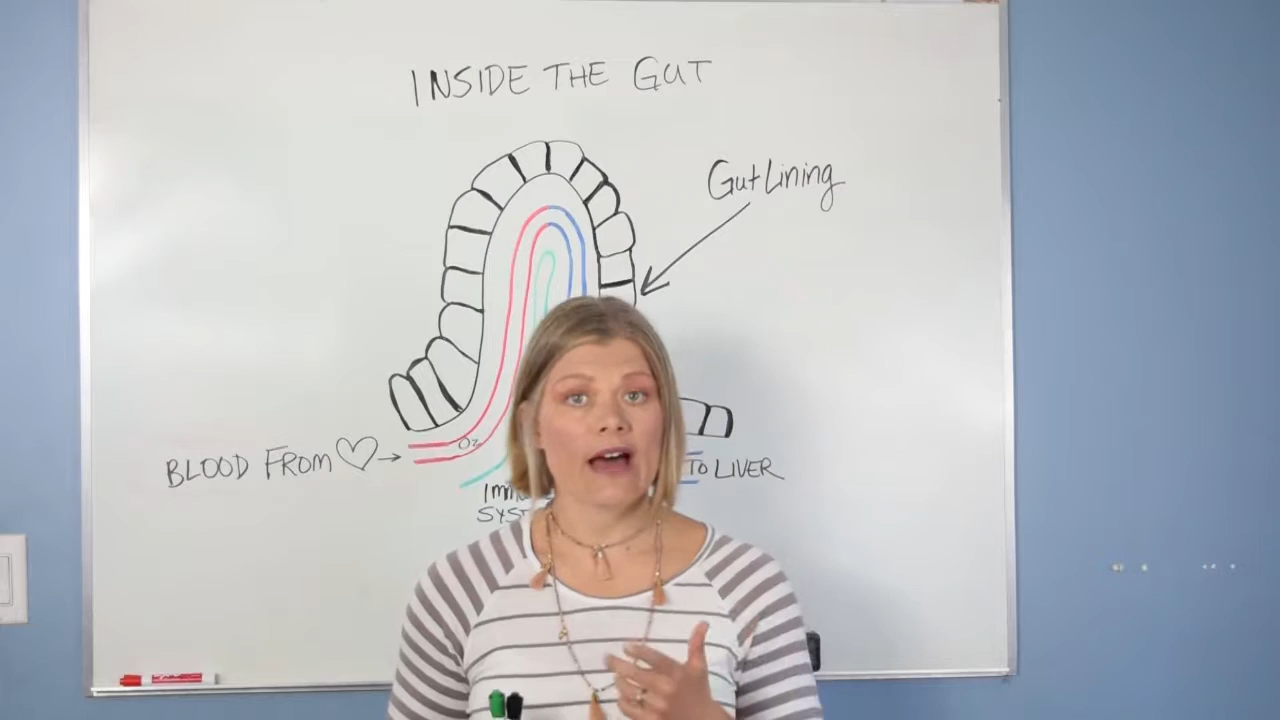 INSIDE THE GUT
Gut Lining
BLOOD FROM
O2
TO LIVER